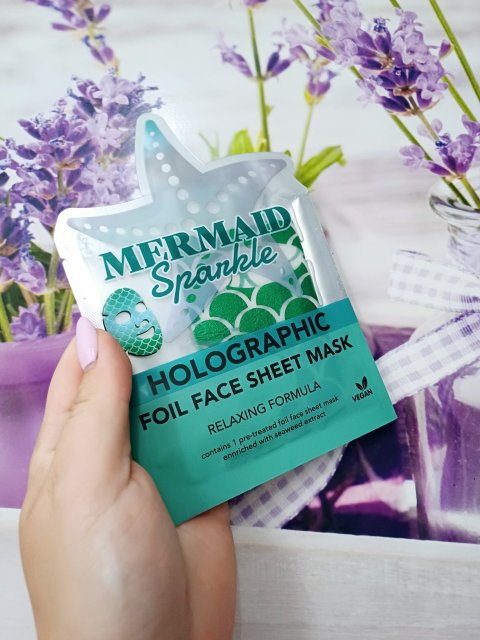 MERMAID
Sparkle
HOLOGRAPHIC
FOIL FACE SHEET MASK
RELAXING FORMULA
contains 1 pre-treated foil face sheet mask
ennriched with seaweed extract
VEGAN